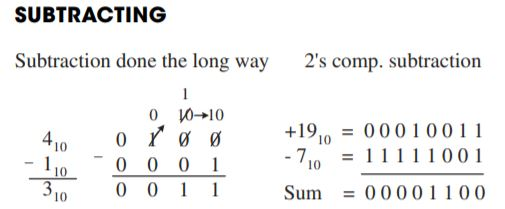 SUBTRACTING
Subtraction done the long way
1
0 10→10
4₁₀ 0 1 0 0
- 1₁₀ - 0 0 0 1
3₁₀ 0 0 1 1
2's comp. subtraction
+19₁₀ = 0 0 0 1 0 0 1 1
- 7₁₀ = 1 1 1 1 1 0 0 1
Sum = 0 0 0 0 1 1 0 0